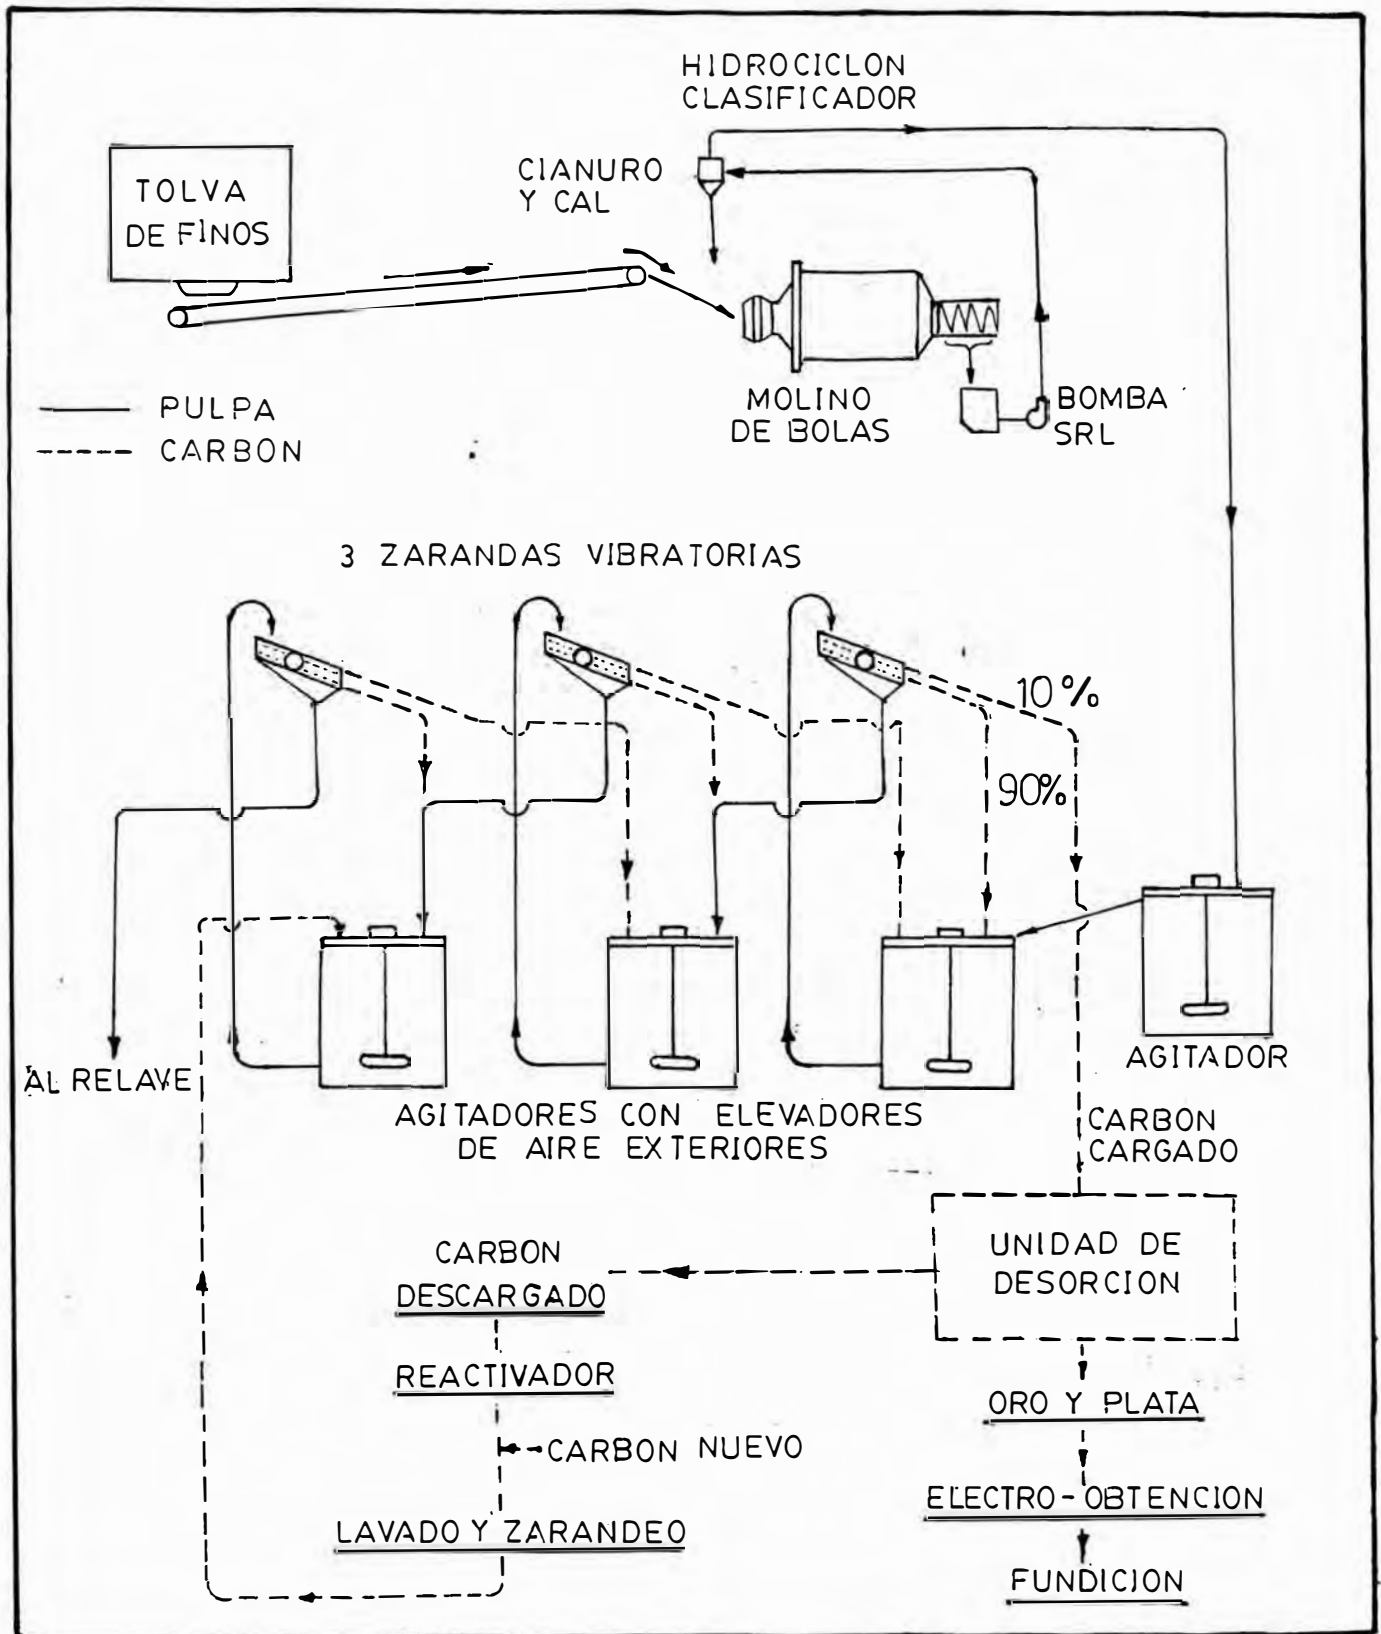 HIDROCICLON
CLASIFICADOR
TOLVA
DE FINOS
CIANURO
Y CAL
PULPA
CARBON
MOLINO
DE BOLAS
BOMBA
SRL
3 ZARANDAS VIBRATORIAS
10%
90%
AL RELAVE
AGITADOR
AGITADORES CON ELEVADORES
DE AIRE EXTERIORES
CARBON
CARGADO
UNIDAD DE
DESORCION
CARBON
DESCARGADO
REACTIVADOR
ORO Y PLATA
CARBON NUEVO
ELECTRO-OBTENCION
LAVADO Y ZARANDEO
FUNDICION